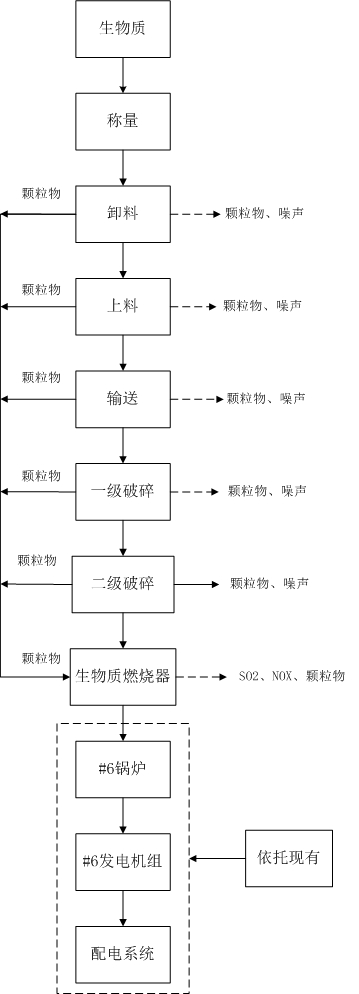 生物质
称量
颗粒物
卸料
颗粒物、噪声
颗粒物
上料
颗粒物、噪声
颗粒物
输送
颗粒物、噪声
颗粒物
一级破碎
颗粒物、噪声
颗粒物
二级破碎
颗粒物、噪声
颗粒物
生物质燃烧器
SO2、NOX、颗粒物
#6锅炉
#6发电机组
依托现有
配电系统